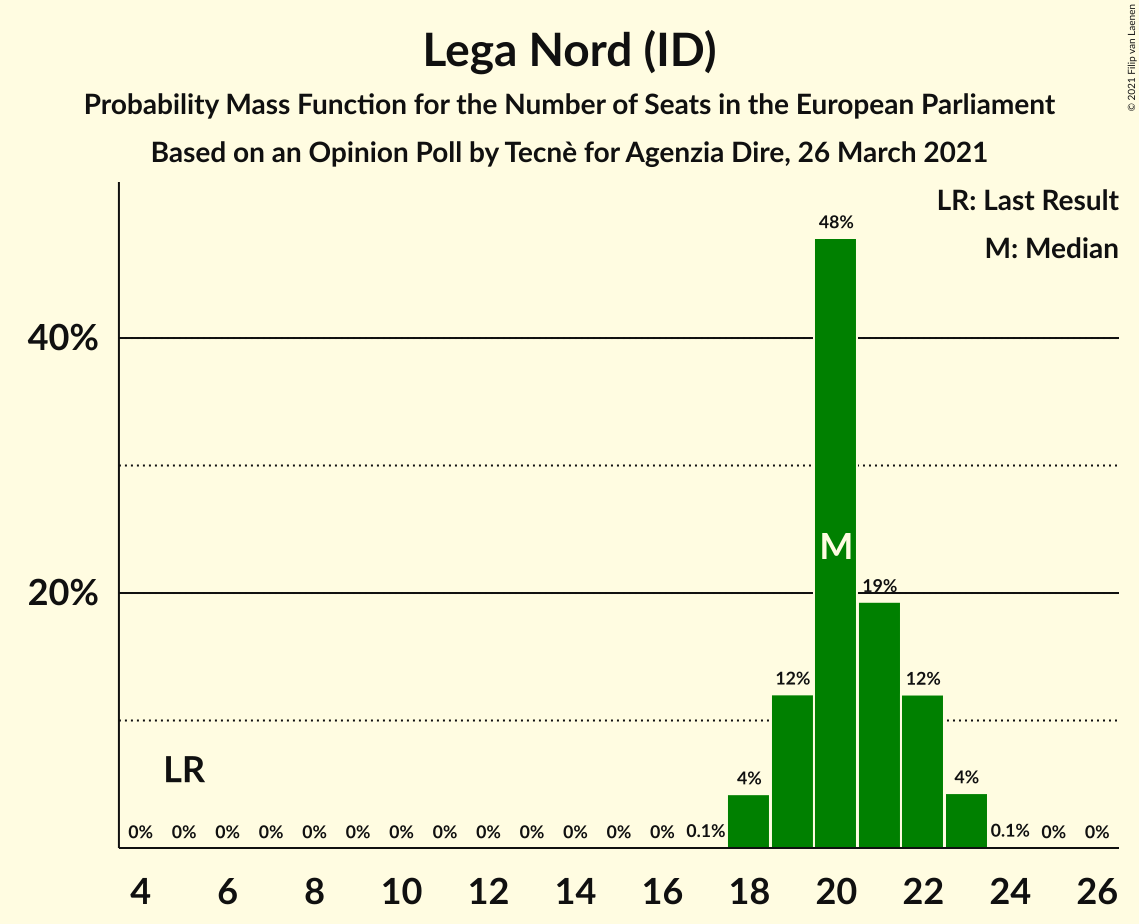 Lega Nord (ID)
Probability Mass Function for the Number of Seats in the European Parliament
Based on an Opinion Poll by Tecnè for Agenzia Dire, 26 March 2021
© 2021 Filip van Laenen
LR: Last Result
M: Median
48%
40%
M
20%
19%
12%
12%
LR
4%
4%
0% 0% 0% 0% 0% 0% 0% 0% 0% 0% 0% 0% 0% 0.1% 0.1% 0% 0%
4 6 8 10 12 14 16 18 20 22 24 26